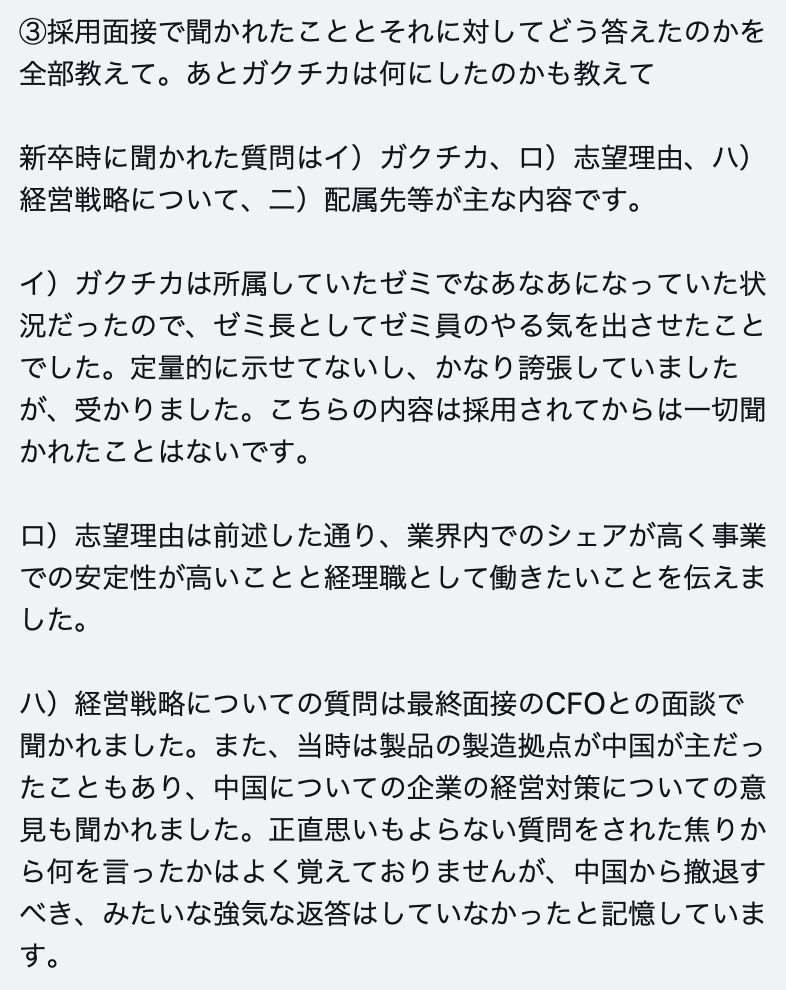 ③採用面接で聞かれたこととそれに対してどう答えたのかを
全部教えて。あとガクチカは何にしたのかも教えて
新卒時に聞かれた質問はイ）ガクチカ、ロ）志望理由、ハ）
経営戦略について、二）配属先等が主な内容です。
イ）ガクチカは所属していたゼミでなあなあになっていた状
況だったので、ゼミ長としてゼミ員のやる気を出させたこと
でした。定量的に示せてないし、かなり誇張していました
が、受かりました。こちらの内容は採用されてからは一切聞
かれたことはないです。
ロ）志望理由は前述した通り、業界内でのシェアが高く事業
での安定性が高いことと経理職として働きたいことを伝えま
した。
ハ）経営戦略についての質問は最終面接のCFOとの面談で
聞かれました。また、当時は製品の製造拠点が中国が主だっ
たこともあり、中国についての企業の経営対策についての意
見も聞かれました。正直思いもよらない質問をされた焦りか
ら何を言ったかはよく覚えておりませんが、中国から撤退す
べき、みたいな強気な返答はしていなかったと記憶していま
す。